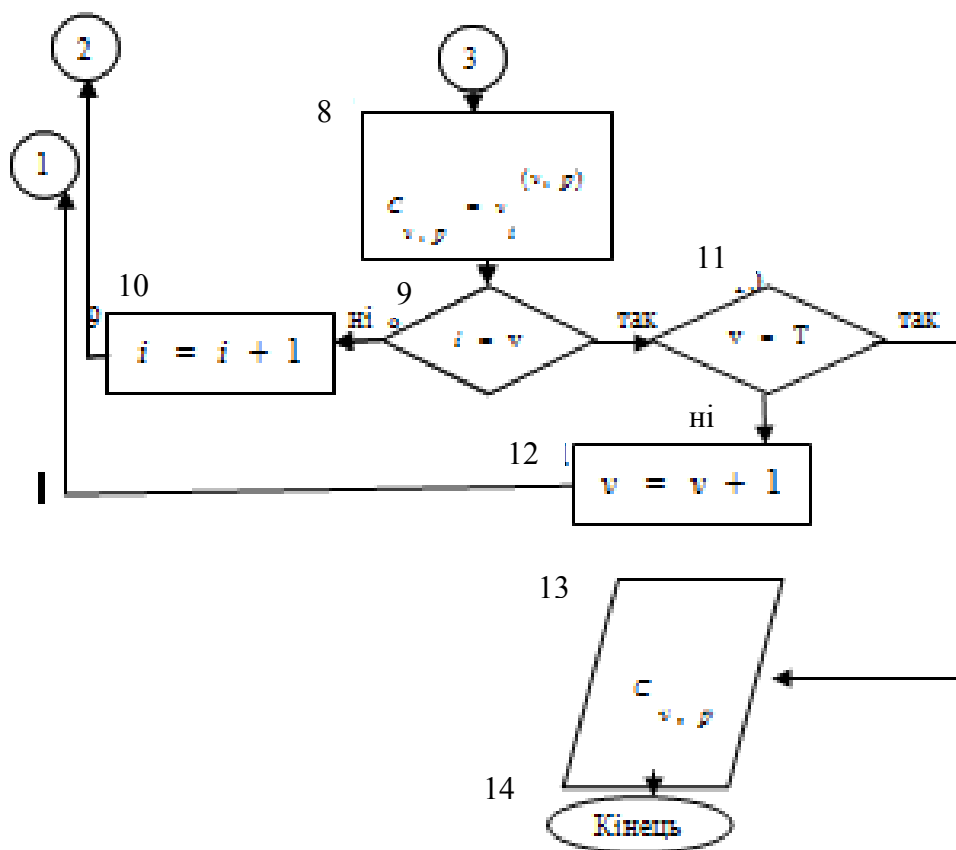 2
3
1
8
(v, p)
C = v
v, p i
10
9
11
ні
так
так
i = i + 1
i = v
v = T
ні
12
v = v + 1
13
C
v, p
14
Кінець